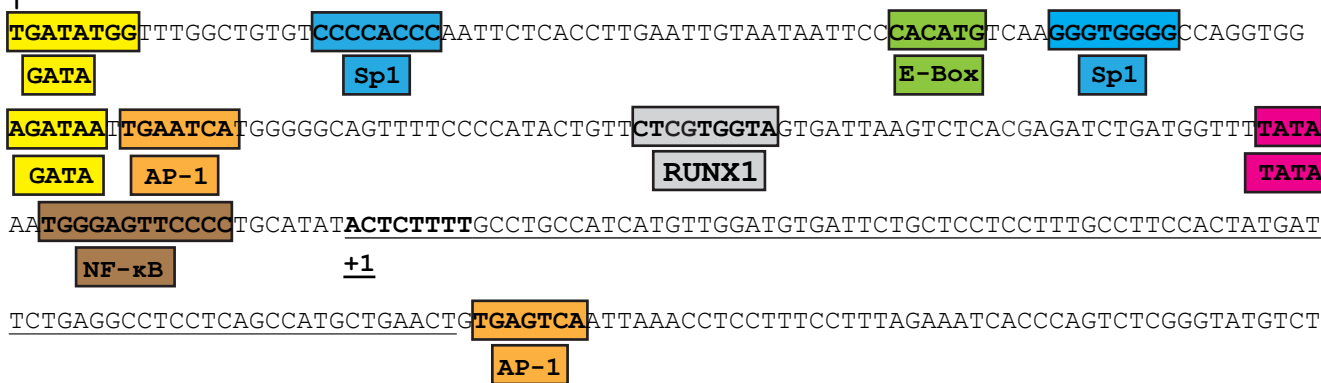 TGATATGGTTTGGCTGTGTCCCCACCCAATTCTCACCTTGAATTGTAATAATTCCCACATGTCAAGGGTGGGGCCAGGTGG
GATA Sp1 E-Box Sp1
AGATAATTGAATCATGGGGGCAGTTTTCCCCATACTGTTCTCGTGGTAGTGATTAAGTCTCACGAGATCTGATGGTTTTATA
GATA AP-1 RUNX1 TATA
AATGGGAGTTCCCCTGCATATACTCTTTTGCCTGCCATCATGTTGGATGTGATTCTGCTCCTCCTTTGCCTTCCACTATGAT
NF-κB +1
TCTGAGGCCTCCTCAGCCATGCTGAACTGTGAGTCAATTAAACCTCCTTTCCTTTAGAAATCACCCAGTCTCGGGTATGTCT
AP-1